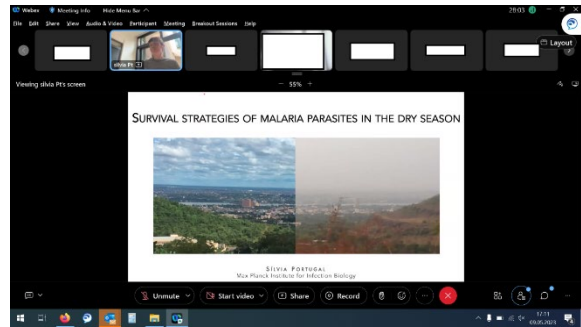 Webex Meeting Info Hide Menu Bar
File Edit Share View Audio & Video Participant Meeting Breakout Sessions Help
Layout
Viewing silvia Pt's screen
55%
SURVIVAL STRATEGIES OF MALARIA PARASITES IN THE DRY SEASON
SÍLVIA PORTUGAL
Max Planck Institute for Infection Biology
Unmute Start video Share Record
17:11